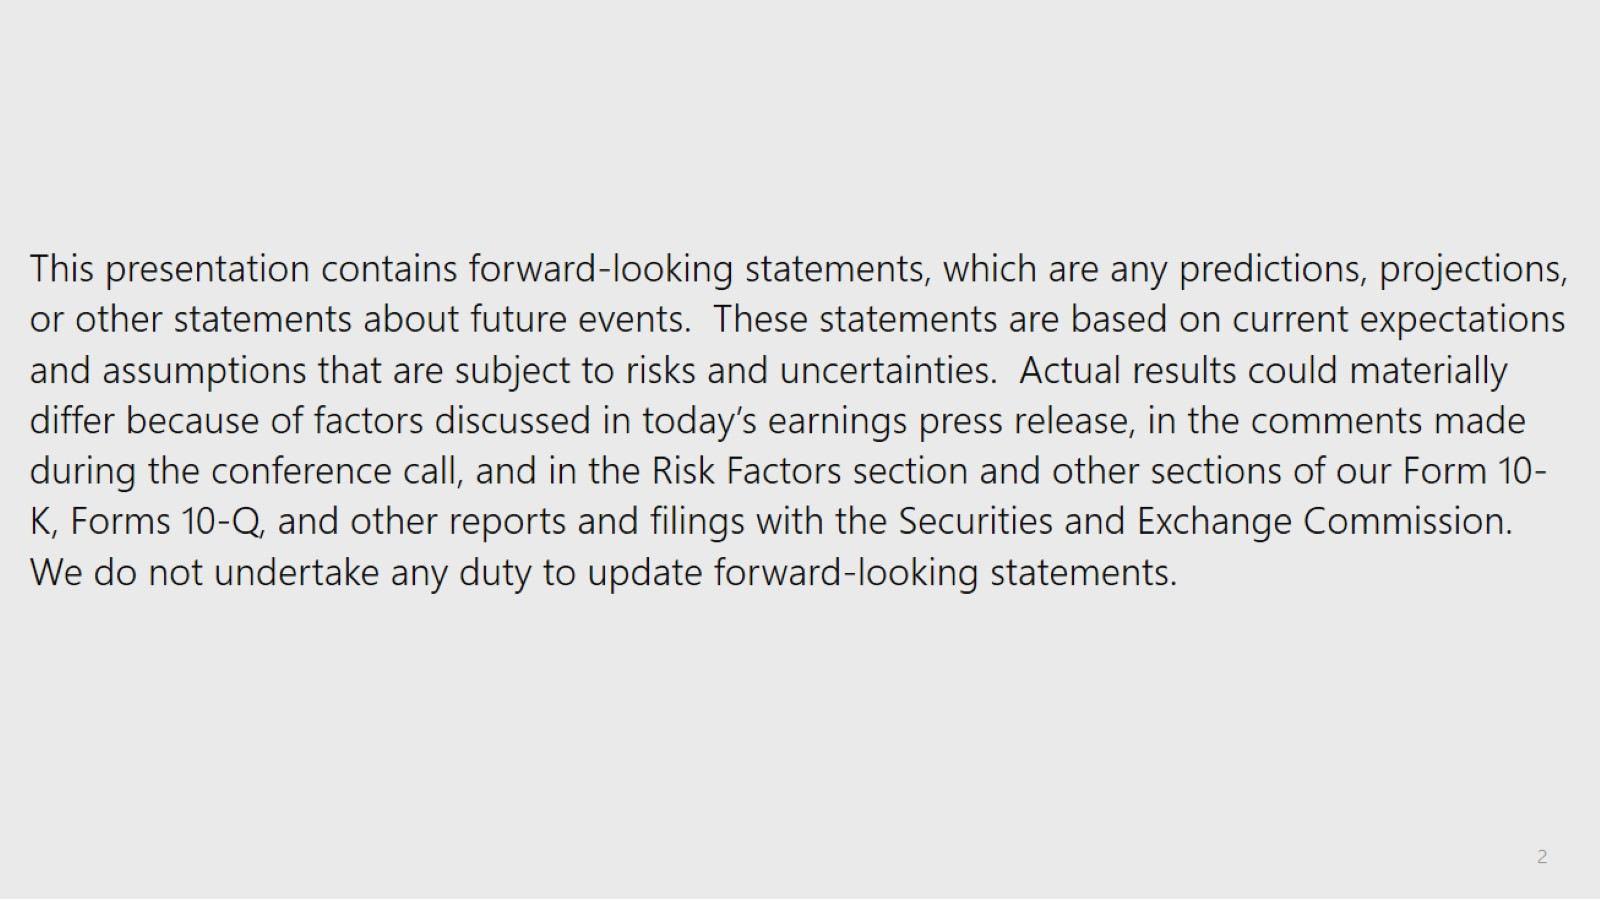 This presentation contains forward-looking statements, which are any predictions, projections,
or other statements about future events.  These statements are based on current expectations
and assumptions that are subject to risks and uncertainties.  Actual results could materially
differ because of factors discussed in today’s earnings press release, in the comments made
during the conference call, and in the Risk Factors section and other sections of our Form 10-
K, Forms 10-Q, and other reports and filings with the Securities and Exchange Commission.
We do not undertake any duty to update forward-looking statements.
2